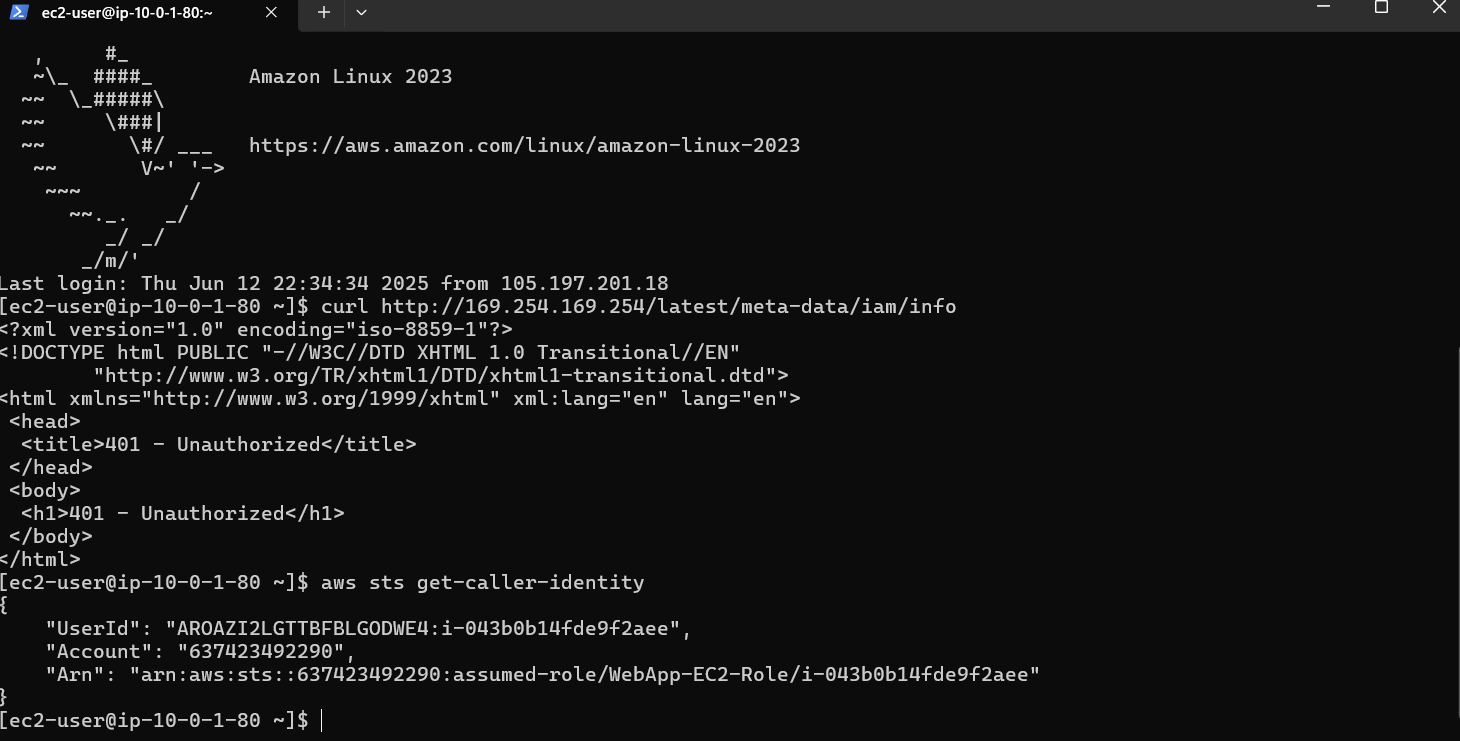 ec2-user@ip-10-0-1-80:~
   ,     #_
   ~\_  ####_        Amazon Linux 2023
  ~~  \_#####\
  ~~     \###|
  ~~       \#/ ___   https://aws.amazon.com/linux/amazon-linux-2023
   ~~       V~' '->
    ~~~         /
      ~~._.   _/
         _/ _/
       _/m/'
Last login: Thu Jun 12 22:34:34 2025 from 105.197.201.18
[ec2-user@ip-10-0-1-80 ~]$ curl http://169.254.169.254/latest/meta-data/iam/info
<?xml version="1.0" encoding="iso-8859-1"?>
<!DOCTYPE html PUBLIC "-//W3C//DTD XHTML 1.0 Transitional//EN"
        "http://www.w3.org/TR/xhtml1/DTD/xhtml1-transitional.dtd">
<html xmlns="http://www.w3.org/1999/xhtml" xml:lang="en" lang="en">
 <head>
  <title>401 - Unauthorized</title>
 </head>
 <body>
  <h1>401 - Unauthorized</h1>
 </body>
</html>
[ec2-user@ip-10-0-1-80 ~]$ aws sts get-caller-identity
{
    "UserId": "AROAZI2LGTTBFBLGODWE4:i-043b0b14fde9f2aee",
    "Account": "637423492290",
    "Arn": "arn:aws:sts::637423492290:assumed-role/WebApp-EC2-Role/i-043b0b14fde9f2aee"
}
[ec2-user@ip-10-0-1-80 ~]$